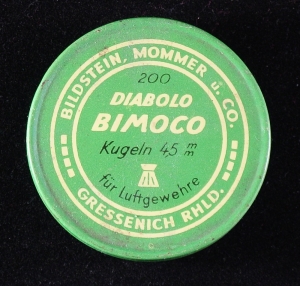 BILDSTEIN, MOMMER u. CO.
200
DIABOLO
BIMOCO
Kugeln 4,5 m/m
für Luftgewehre
GRESSENICH RHLD.